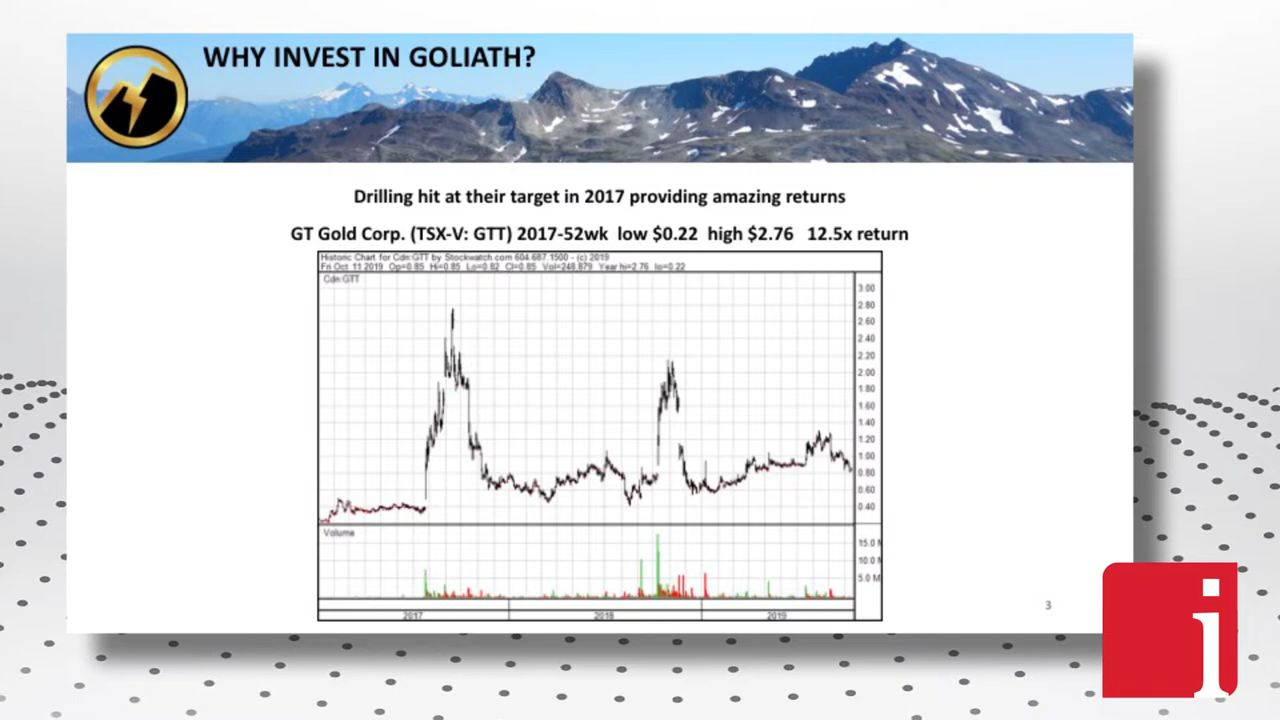 WHY INVEST IN GOLIATH?
Drilling hit at their target in 2017 providing amazing returns
GT Gold Corp. (TSX-V: GTT) 2017-52wk low $0.22 high $2.76 12.5x return
Historic Chart for Cdn:GTT by Stockwatch.com 604.687.1500 - (c) 2019
Fri Oct 11 2019 Op=0.85 Hi=0.85 Lo=0.82 Cl=0.85 Vol=248,879 Year hi=2.76 lo=0.22
Cdn:GTT
3.00
2.80
2.60
2.40
2.20
2.00
1.80
1.60
1.40
1.20
1.00
0.80
0.60
0.40
Volume
15.0 M
10.0 M
5.0 M
2017 2018 2019
3
i